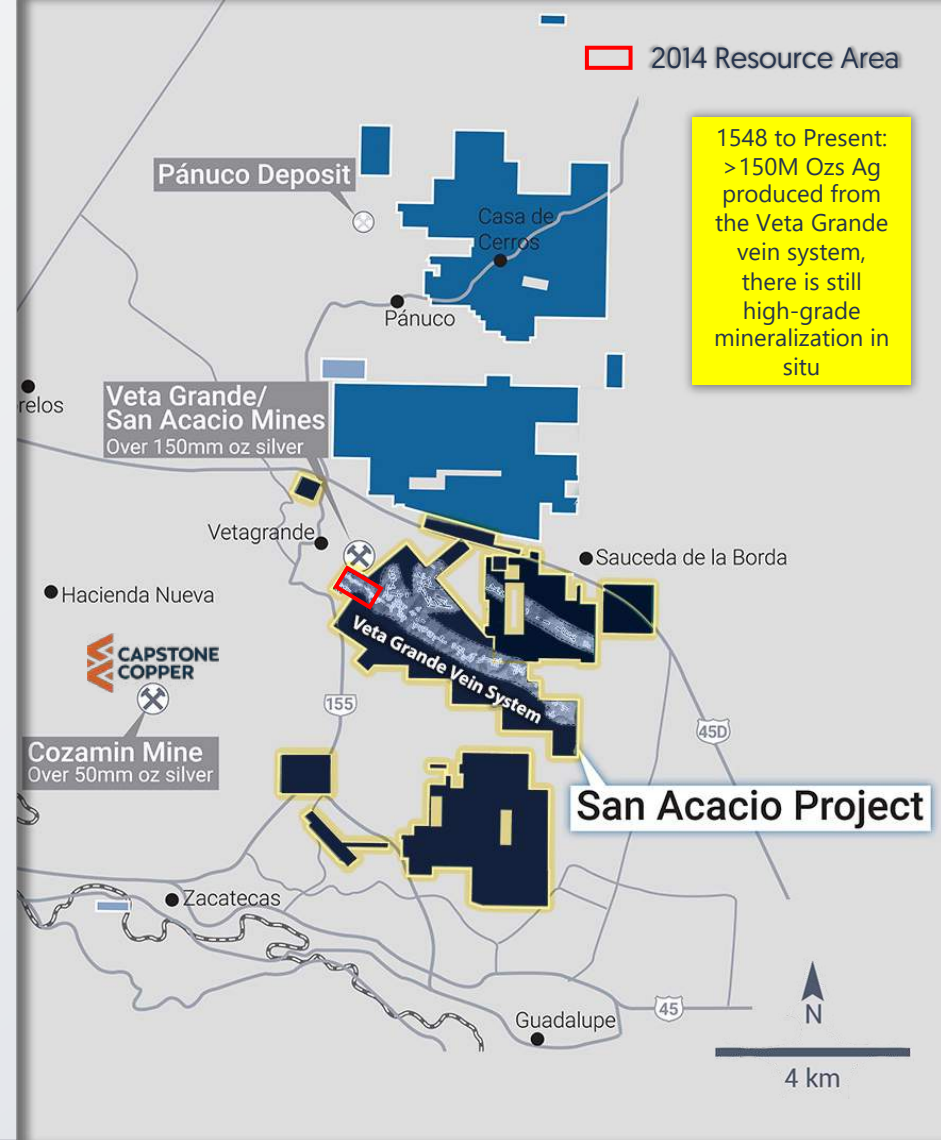 2014 Resource Area
1548 to Present:
>150M Ozs Ag
produced from
the Veta Grande
vein system,
there is still
high-grade
mineralization in
situ
Pánuco Deposit
Casa de
Cerros
Pánuco
relos
Veta Grande/
San Acacio Mines
Over 150mm oz silver
Vetagrande
Sauceda de la Borda
Hacienda Nueva
CAPSTONE
COPPER
Veta Grande Vein System
155
45D
Cozamin Mine
Over 50mm oz silver
San Acacio Project
Zacatecas
45
Guadalupe
N
4 km